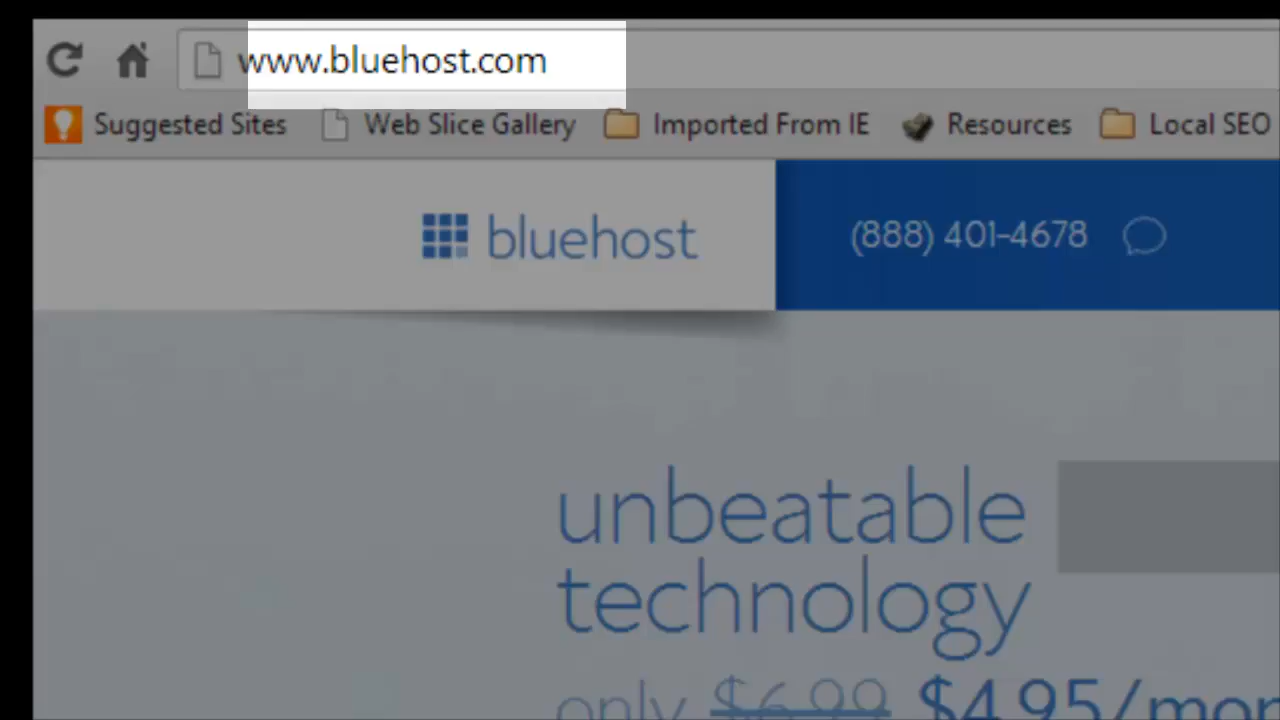 www.bluehost.com
Suggested Sites Web Slice Gallery Imported From IE Resources Local SEO
bluehost (888) 401-4678
unbeatable
technology
only $6.99 $4.95/mon